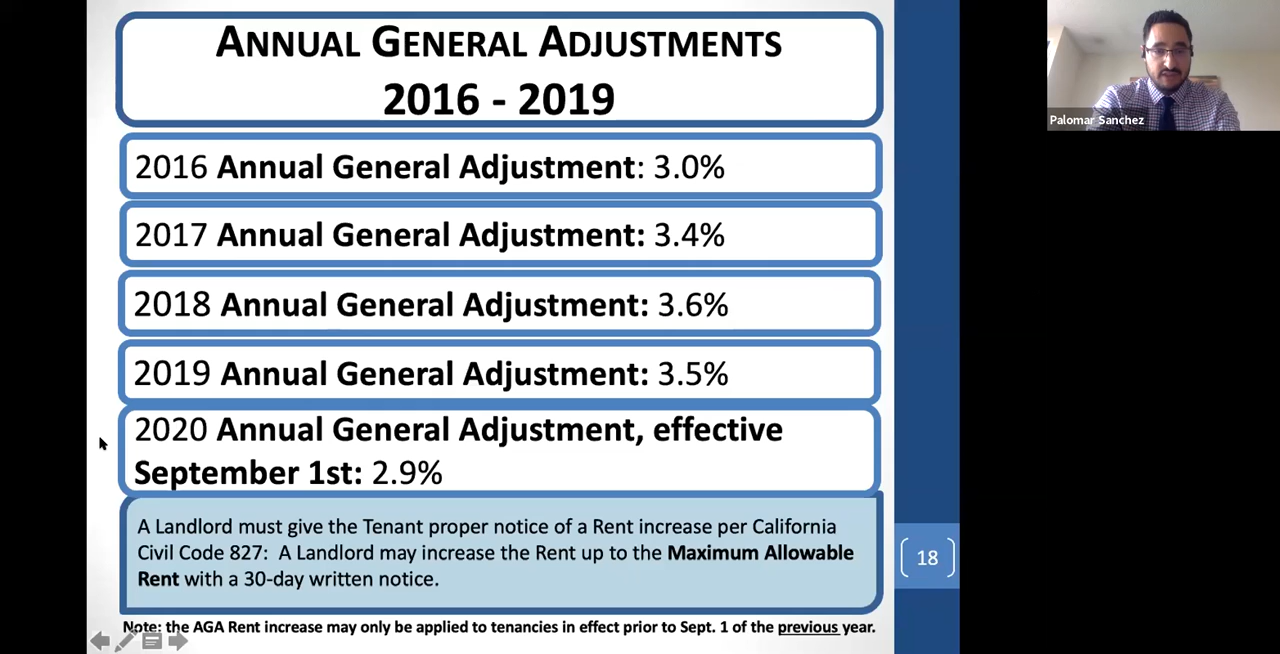 ANNUAL GENERAL ADJUSTMENTS
2016 - 2019
2016 Annual General Adjustment: 3.0%
2017 Annual General Adjustment: 3.4%
2018 Annual General Adjustment: 3.6%
2019 Annual General Adjustment: 3.5%
2020 Annual General Adjustment, effective
September 1st: 2.9%
A Landlord must give the Tenant proper notice of a Rent increase per California
Civil Code 827: A Landlord may increase the Rent up to the Maximum Allowable
Rent with a 30-day written notice.
Note: the AGA Rent increase may only be applied to tenancies in effect prior to Sept. 1 of the previous year.
18
Palomar Sanchez